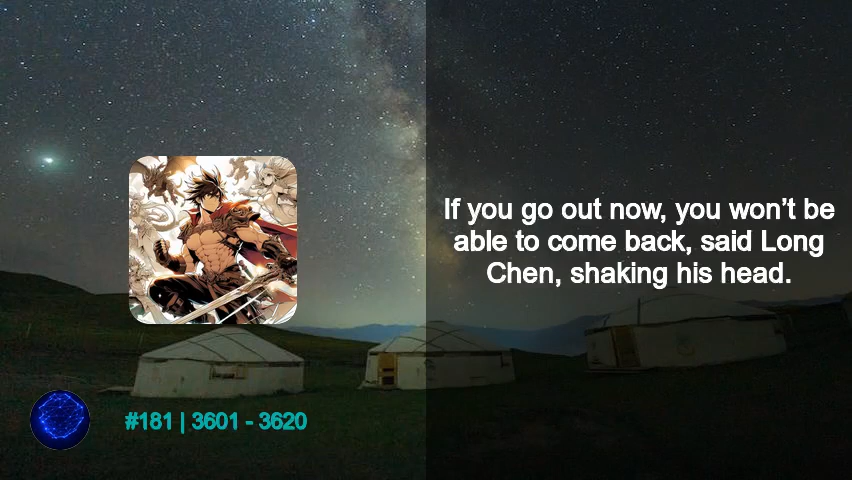 If you go out now, you won’t be
able to come back, said Long
Chen, shaking his head.
#181 | 3601 - 3620